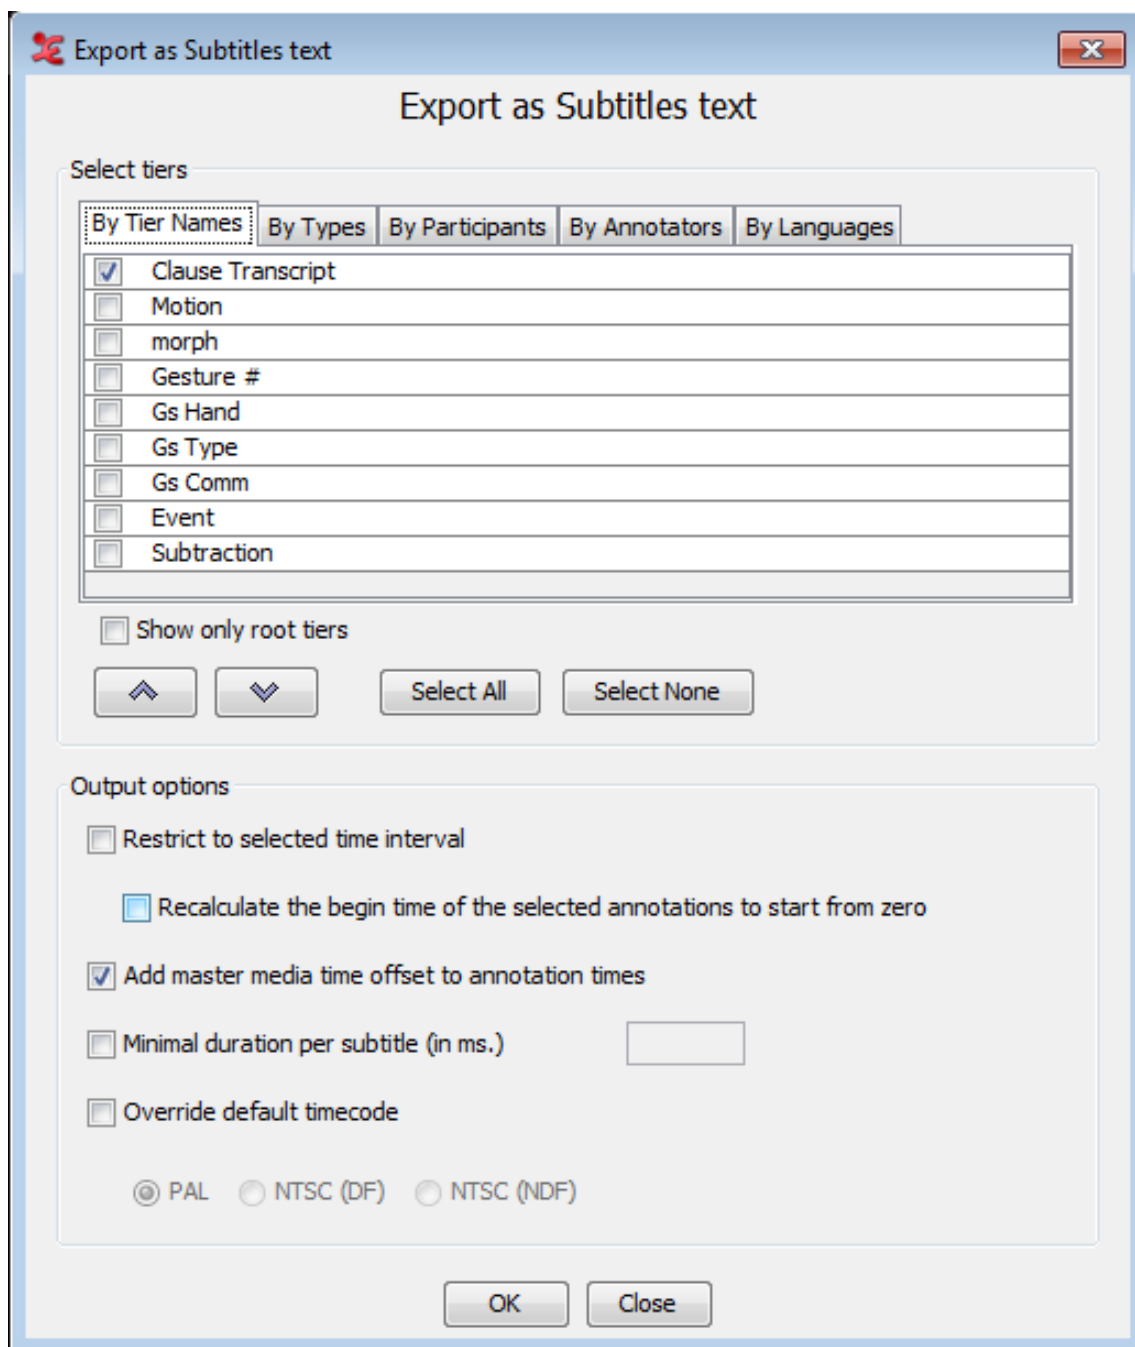 Export as Subtitles text
Export as Subtitles text
Select tiers
By Tier Names By Types By Participants By Annotators By Languages
Clause Transcript
Motion
morph
Gesture #
Gs Hand
Gs Type
Gs Comm
Event
Subtraction
Show only root tiers
Select All Select None
Output options
Restrict to selected time interval
Recalculate the begin time of the selected annotations to start from zero
Add master media time offset to annotation times
Minimal duration per subtitle (in ms.)
Override default timecode
PAL NTSC (DF) NTSC (NDF)
OK Close